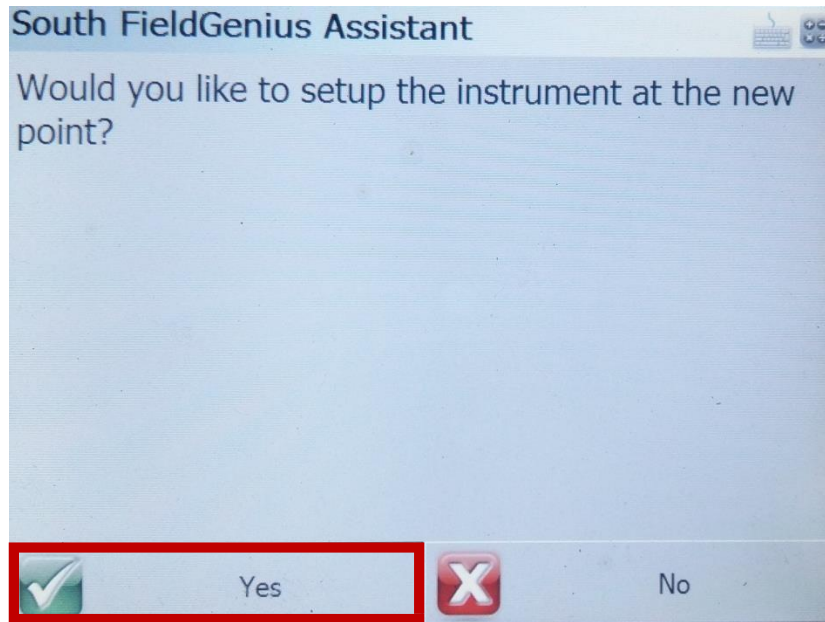 South FieldGenius Assistant
Would you like to setup the instrument at the new
point?
Yes
No